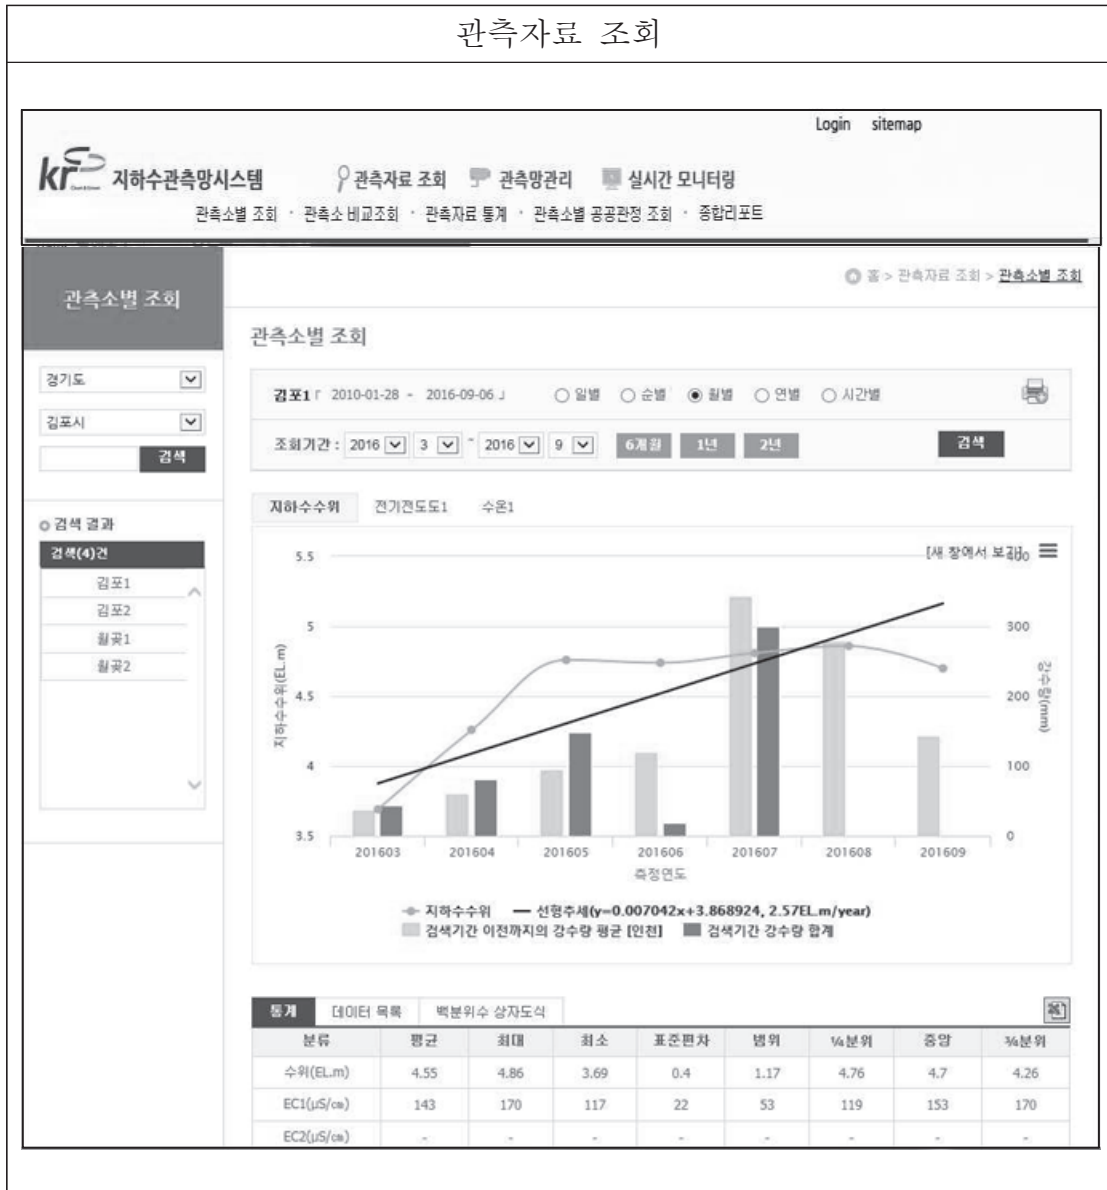 관측자료 조회
Login sitemap
kr 지하수관측망시스템 관측자료 조회 관측망관리 실시간 모니터링
관측소별 조회 · 관측소 비교조회 · 관측자료 통계 · 관측소별 공공관정 조회 · 종합리포트
관측소별 조회
홈 > 관측자료 조회 > 관측소별 조회
관측소별 조회
경기도
김포시
검색
김포1 「 2010-01-28 ~ 2016-09-06 」 일별 순별 월별 연별 시간별
조회기간 : 2016 3 ~ 2016 9 6개월 1년 2년 검색
검색 결과
검색(4)건
김포1
김포2
월곶1
월곶2
지하수수위 전기전도도1 수온1
[새 창에서 보기]
5.5 400
5 300
4.5 200
4 100
3.5 0
지하수수위(EL.m)
강수량(mm)
201603 201604 201605 201606 201607 201608 201609
측정연도
지하수수위 선형추세(y=0.007042x+3.868924, 2.57EL.m/year)
검색기간 이전까지의 강수량 평균 [인천] 검색기간 강수량 합계
통계 데이터 목록 백분위수 상자도식
분류 평균 최대 최소 표준편차 범위 ¼분위 중앙 ¾분위
수위(EL.m) 4.55 4.86 3.69 0.4 1.17 4.76 4.7 4.26
EC1(μS/㎝) 143 170 117 22 53 119 153 170
EC2(μS/㎝) - - - - - - - -